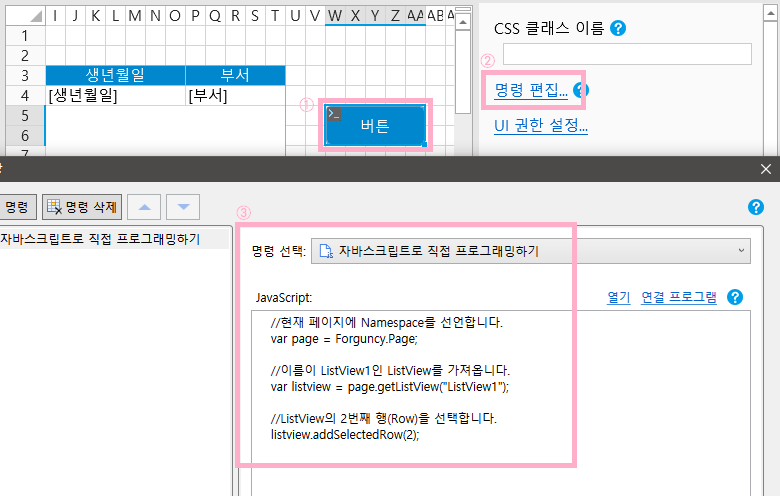 I J K L M N O P Q R S T U V W X Y Z AA AB A
CSS 클래스 이름 ?
1
2
3 생년월일 부서
②
4 [생년월일] [부서]
명령 편집... ?
①
5
버튼
UI 권한 설정...
6
7
명령 명령 삭제 ?
③
자바스크립트로 직접 프로그래밍하기
명령 선택: 자바스크립트로 직접 프로그래밍하기
JavaScript: 열기 연결 프로그램 ?
//현재 페이지에 Namespace를 선언합니다.
var page = Forguncy.Page;
//이름이 ListView1인 ListView를 가져옵니다.
var listview = page.getListView("ListView1");
//ListView의 2번째 행(Row)을 선택합니다.
listview.addSelectedRow(2);